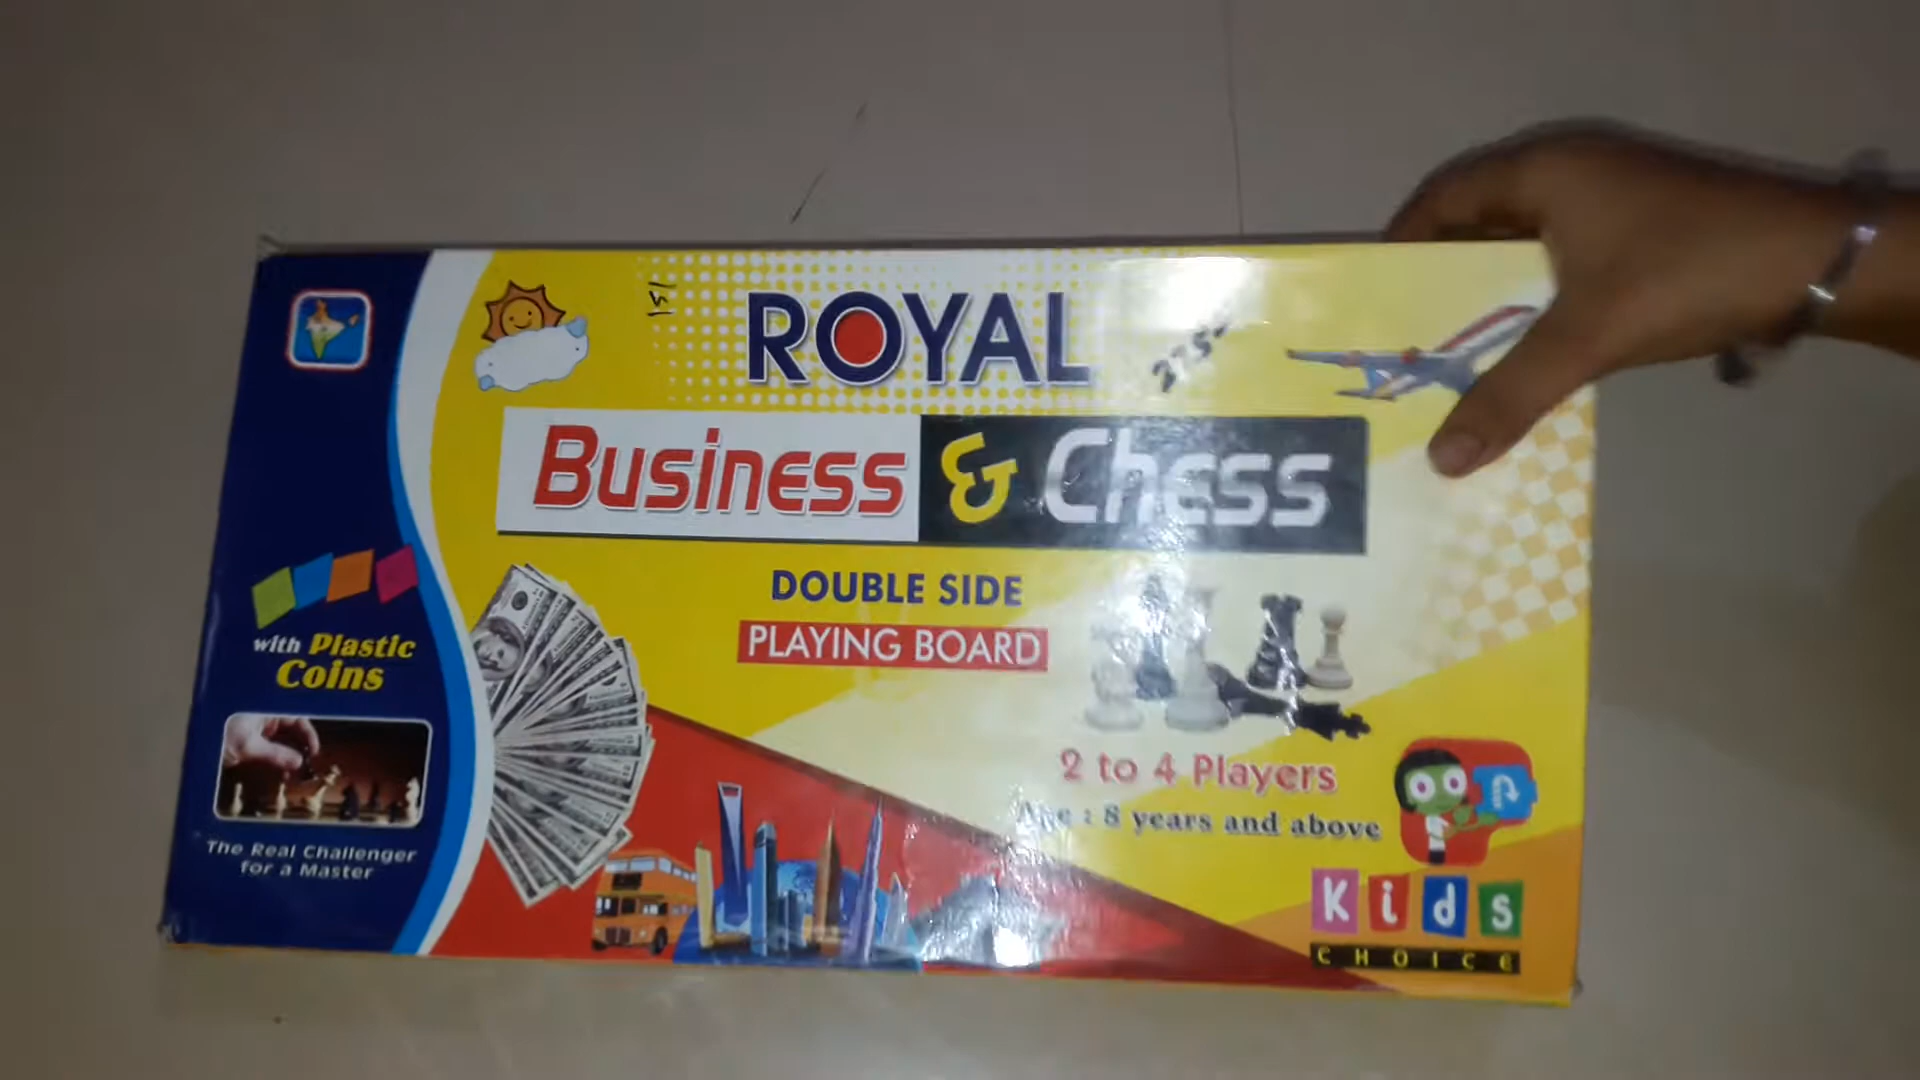 151
ROYAL
Business & Chess
DOUBLE SIDE
PLAYING BOARD
with Plastic
Coins
The Real Challenger
for a Master
2 to 4 Players
Age : 8 years and above
Kids
CHOICE